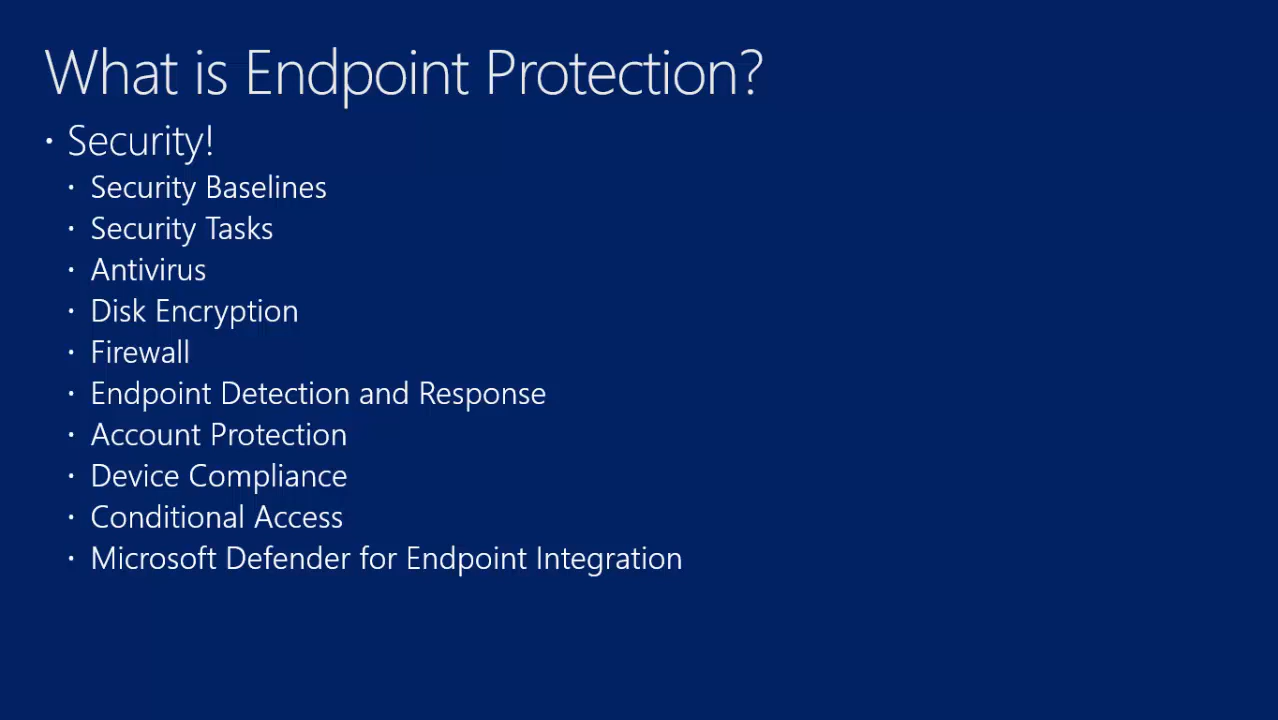 What is Endpoint Protection?
• Security!
• Security Baselines
• Security Tasks
• Antivirus
• Disk Encryption
• Firewall
• Endpoint Detection and Response
• Account Protection
• Device Compliance
• Conditional Access
• Microsoft Defender for Endpoint Integration